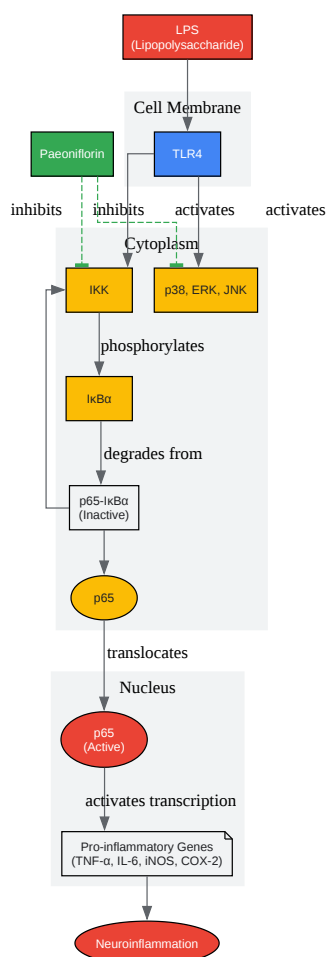 LPS
(Lipopolysaccharide)
Cell Membrane
Paeoniflorin
TLR4
inhibits
inhibits
activates
activates
Cytoplasm
IKK
p38, ERK, JNK
phosphorylates
IκBα
degrades from
p65-IκBα
(Inactive)
p65
translocates
Nucleus
p65
(Active)
activates transcription
Pro-inflammatory Genes
(TNF-α, IL-6, iNOS, COX-2)
Neuroinflammation